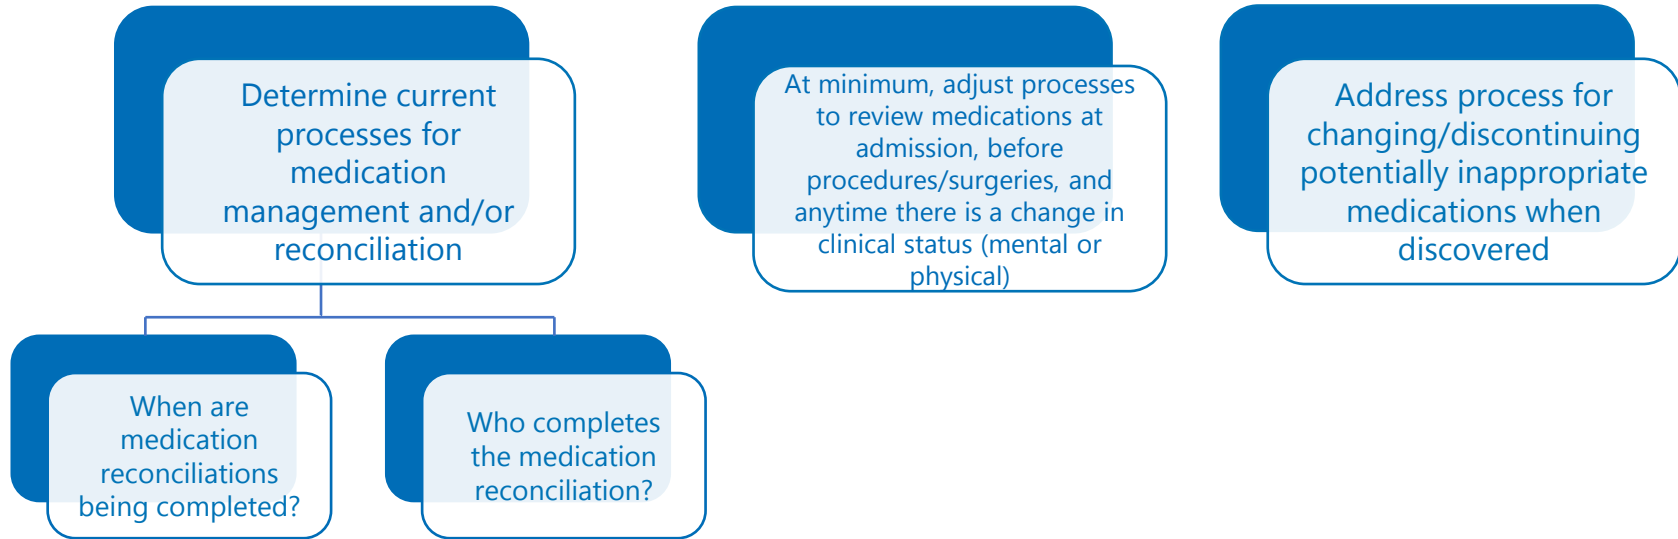 Determine current
processes for
medication
management and/or
reconciliation
At minimum, adjust processes
to review medications at
admission, before
procedures/surgeries, and
anytime there is a change in
clinical status (mental or
physical)
Address process for
changing/discontinuing
potentially inappropriate
medications when
discovered
When are
medication
reconciliations
being completed?
Who completes
the medication
reconciliation?